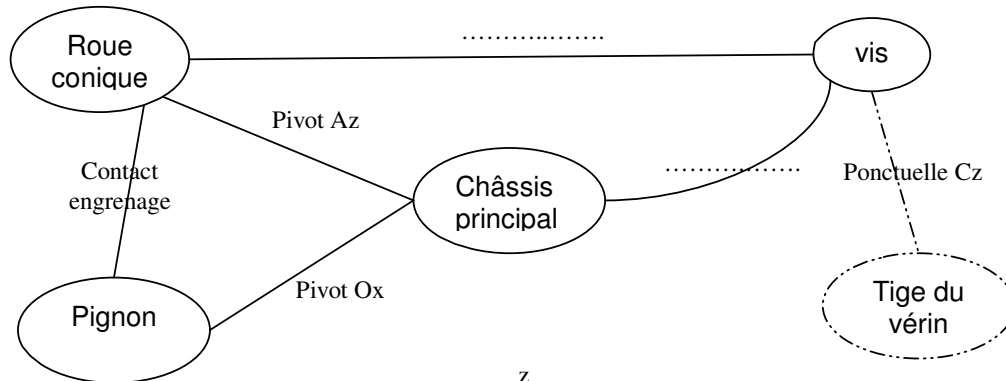 Roue
conique
………..…….
vis
Pivot Az
Contact
engrenage
Châssis
principal
……………..
Ponctuelle Cz
Pivot Ox
Pignon
Tige du
vérin
z